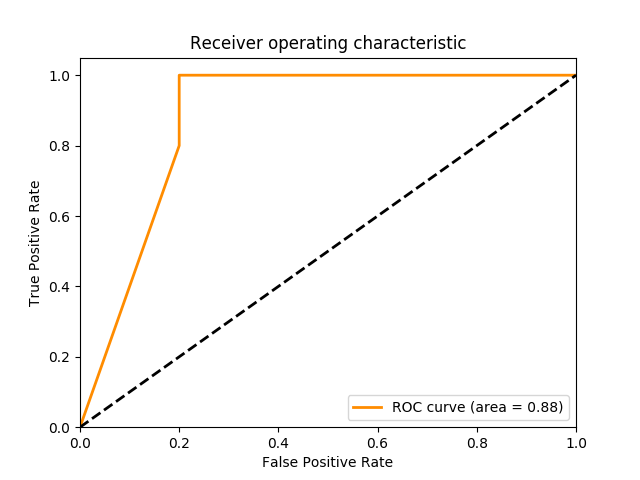 Receiver operating characteristic
1.0
0.8
0.6
0.4
0.2
0.0
True Positive Rate
ROC curve (area = 0.88)
0.0 0.2 0.4 0.6 0.8 1.0
False Positive Rate